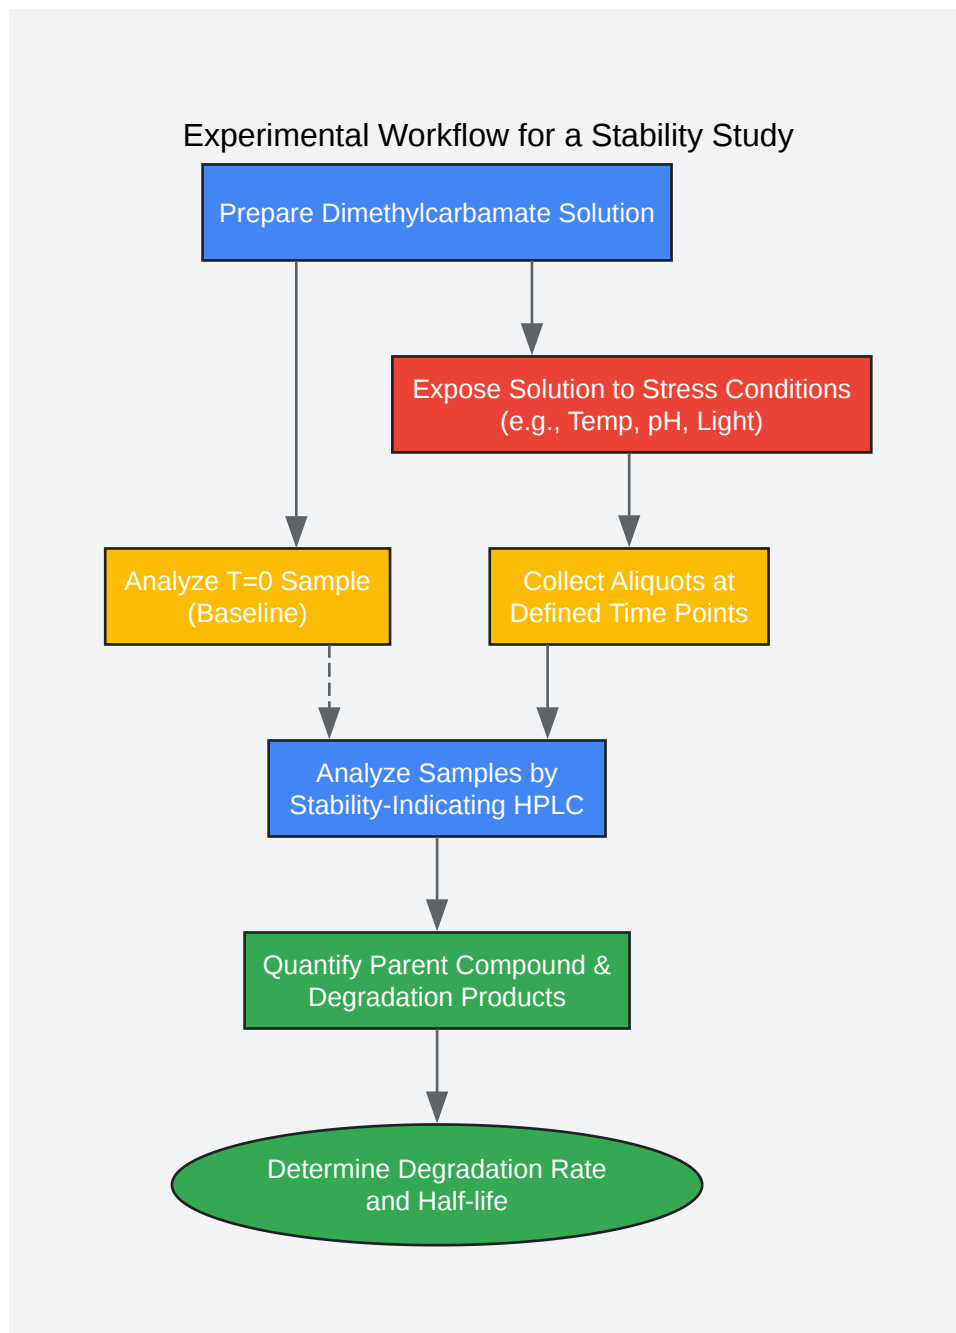 Experimental Workflow for a Stability Study
Prepare Dimethylcarbamate Solution
Expose Solution to Stress Conditions
(e.g., Temp, pH, Light)
Analyze T=0 Sample
(Baseline)
Collect Aliquots at
Defined Time Points
Analyze Samples by
Stability-Indicating HPLC
Quantify Parent Compound &
Degradation Products
Determine Degradation Rate
and Half-life